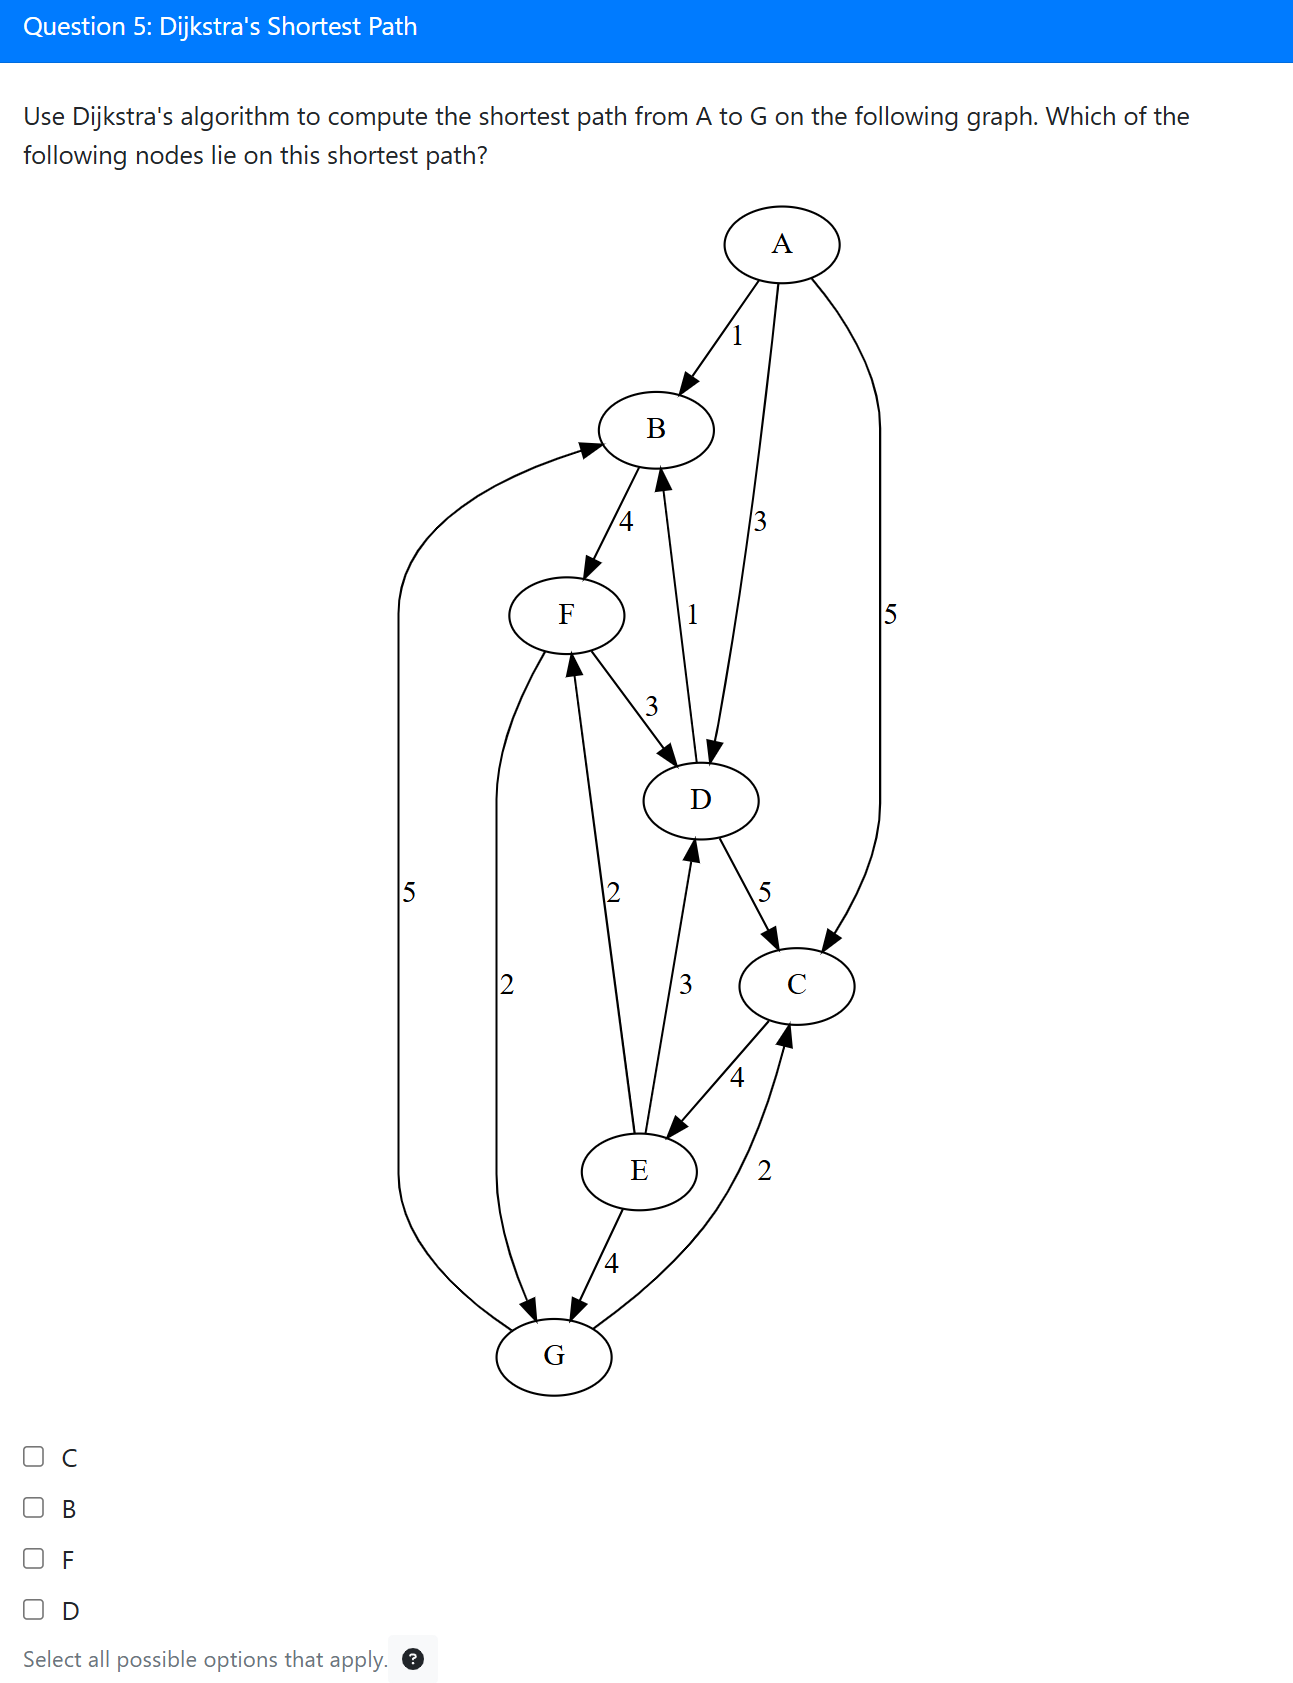 Question 5: Dijkstra's Shortest Path
Use Dijkstra's algorithm to compute the shortest path from A to G on the following graph. Which of the
following nodes lie on this shortest path?
A
1
B
4
3
F
1
5
3
D
5
2
5
2
3
C
4
E
2
4
G
C
B
F
D
Select all possible options that apply. ?